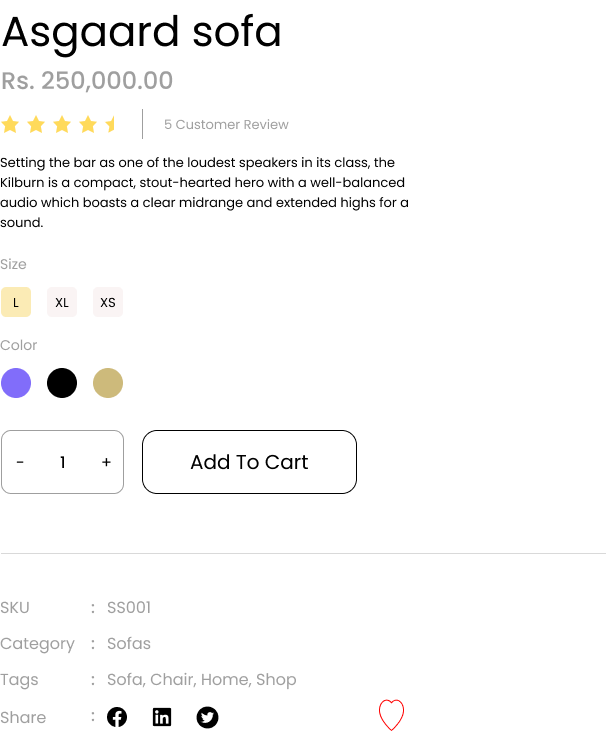 Asgaard sofa
Rs. 250,000.00
5 Customer Review
Setting the bar as one of the loudest speakers in its class, the
Kilburn is a compact, stout-hearted hero with a well-balanced
audio which boasts a clear midrange and extended highs for a
sound.
Size
L XL XS
Color
- 1 + Add To Cart
SKU : SS001
Category : Sofas
Tags : Sofa, Chair, Home, Shop
Share :